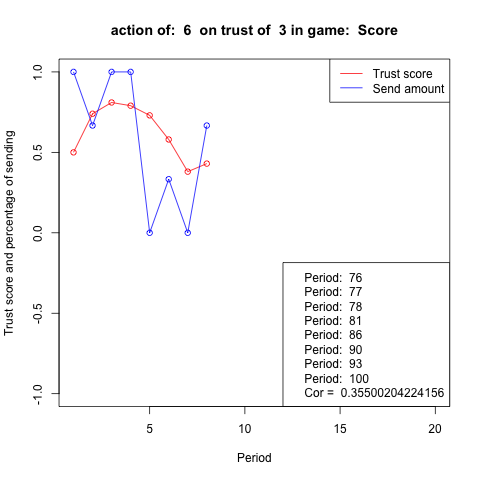 action of:  6  on trust of  3 in game:  Score
Trust score
Send amount
1.0
0.5
0.0
-0.5
-1.0
Trust score and percentage of sending
Period:  76
Period:  77
Period:  78
Period:  81
Period:  86
Period:  90
Period:  93
Period:  100
Cor =  0.35500204224156
5 10 15 20
Period